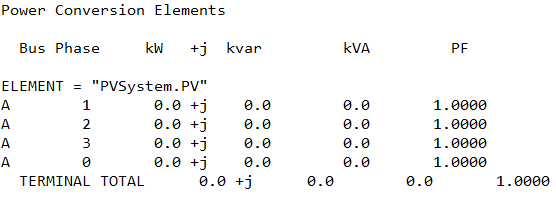 Power Conversion Elements
Bus Phase kW +j kvar kVA PF
ELEMENT = "PVSystem.PV"
A 1 0.0 +j 0.0 0.0 1.0000
A 2 0.0 +j 0.0 0.0 1.0000
A 3 0.0 +j 0.0 0.0 1.0000
A 0 0.0 +j 0.0 0.0 1.0000
TERMINAL TOTAL 0.0 +j 0.0 0.0 1.0000